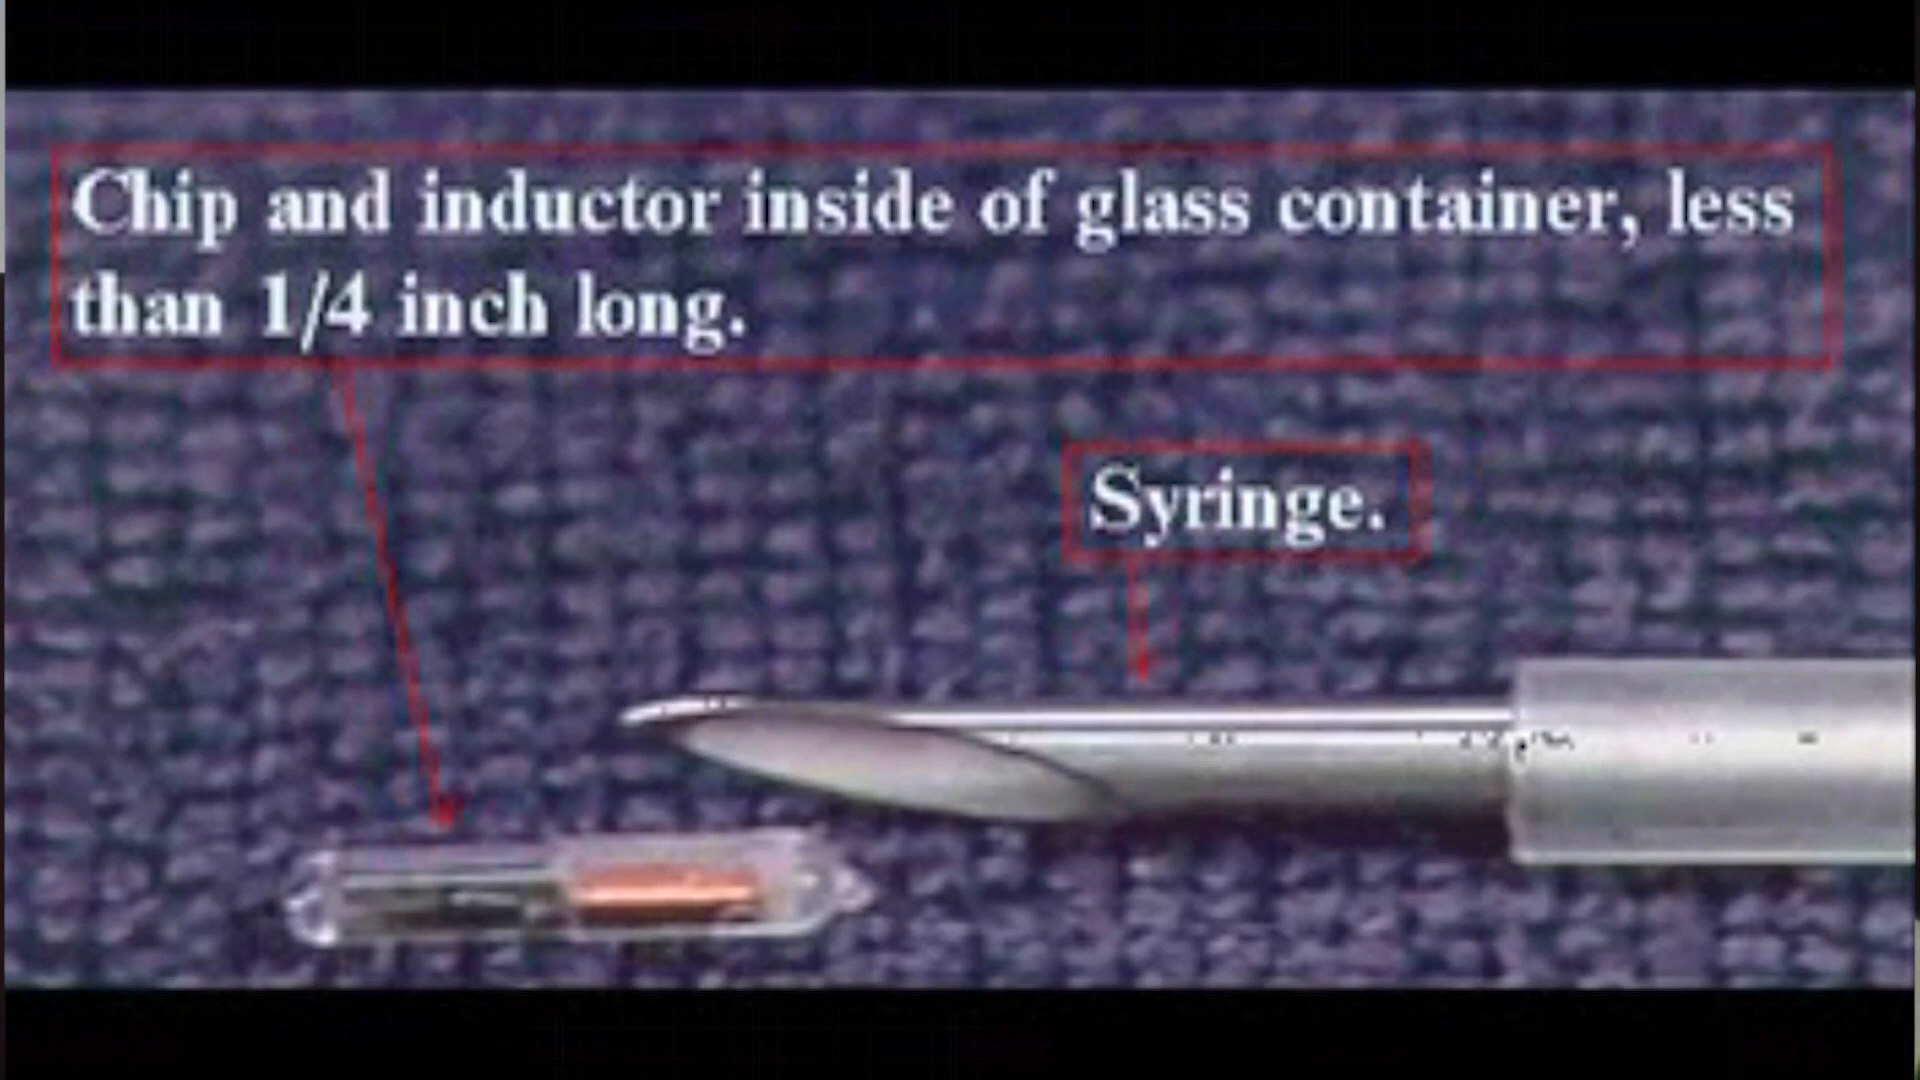 Chip and inductor inside of glass container, less
than 1/4 inch long.
Syringe.